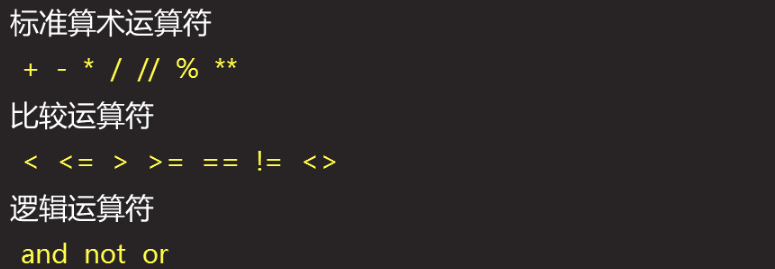 标准算术运算符
+ - * / // % **
比较运算符
< <= > >= == != <>
逻辑运算符
and not or